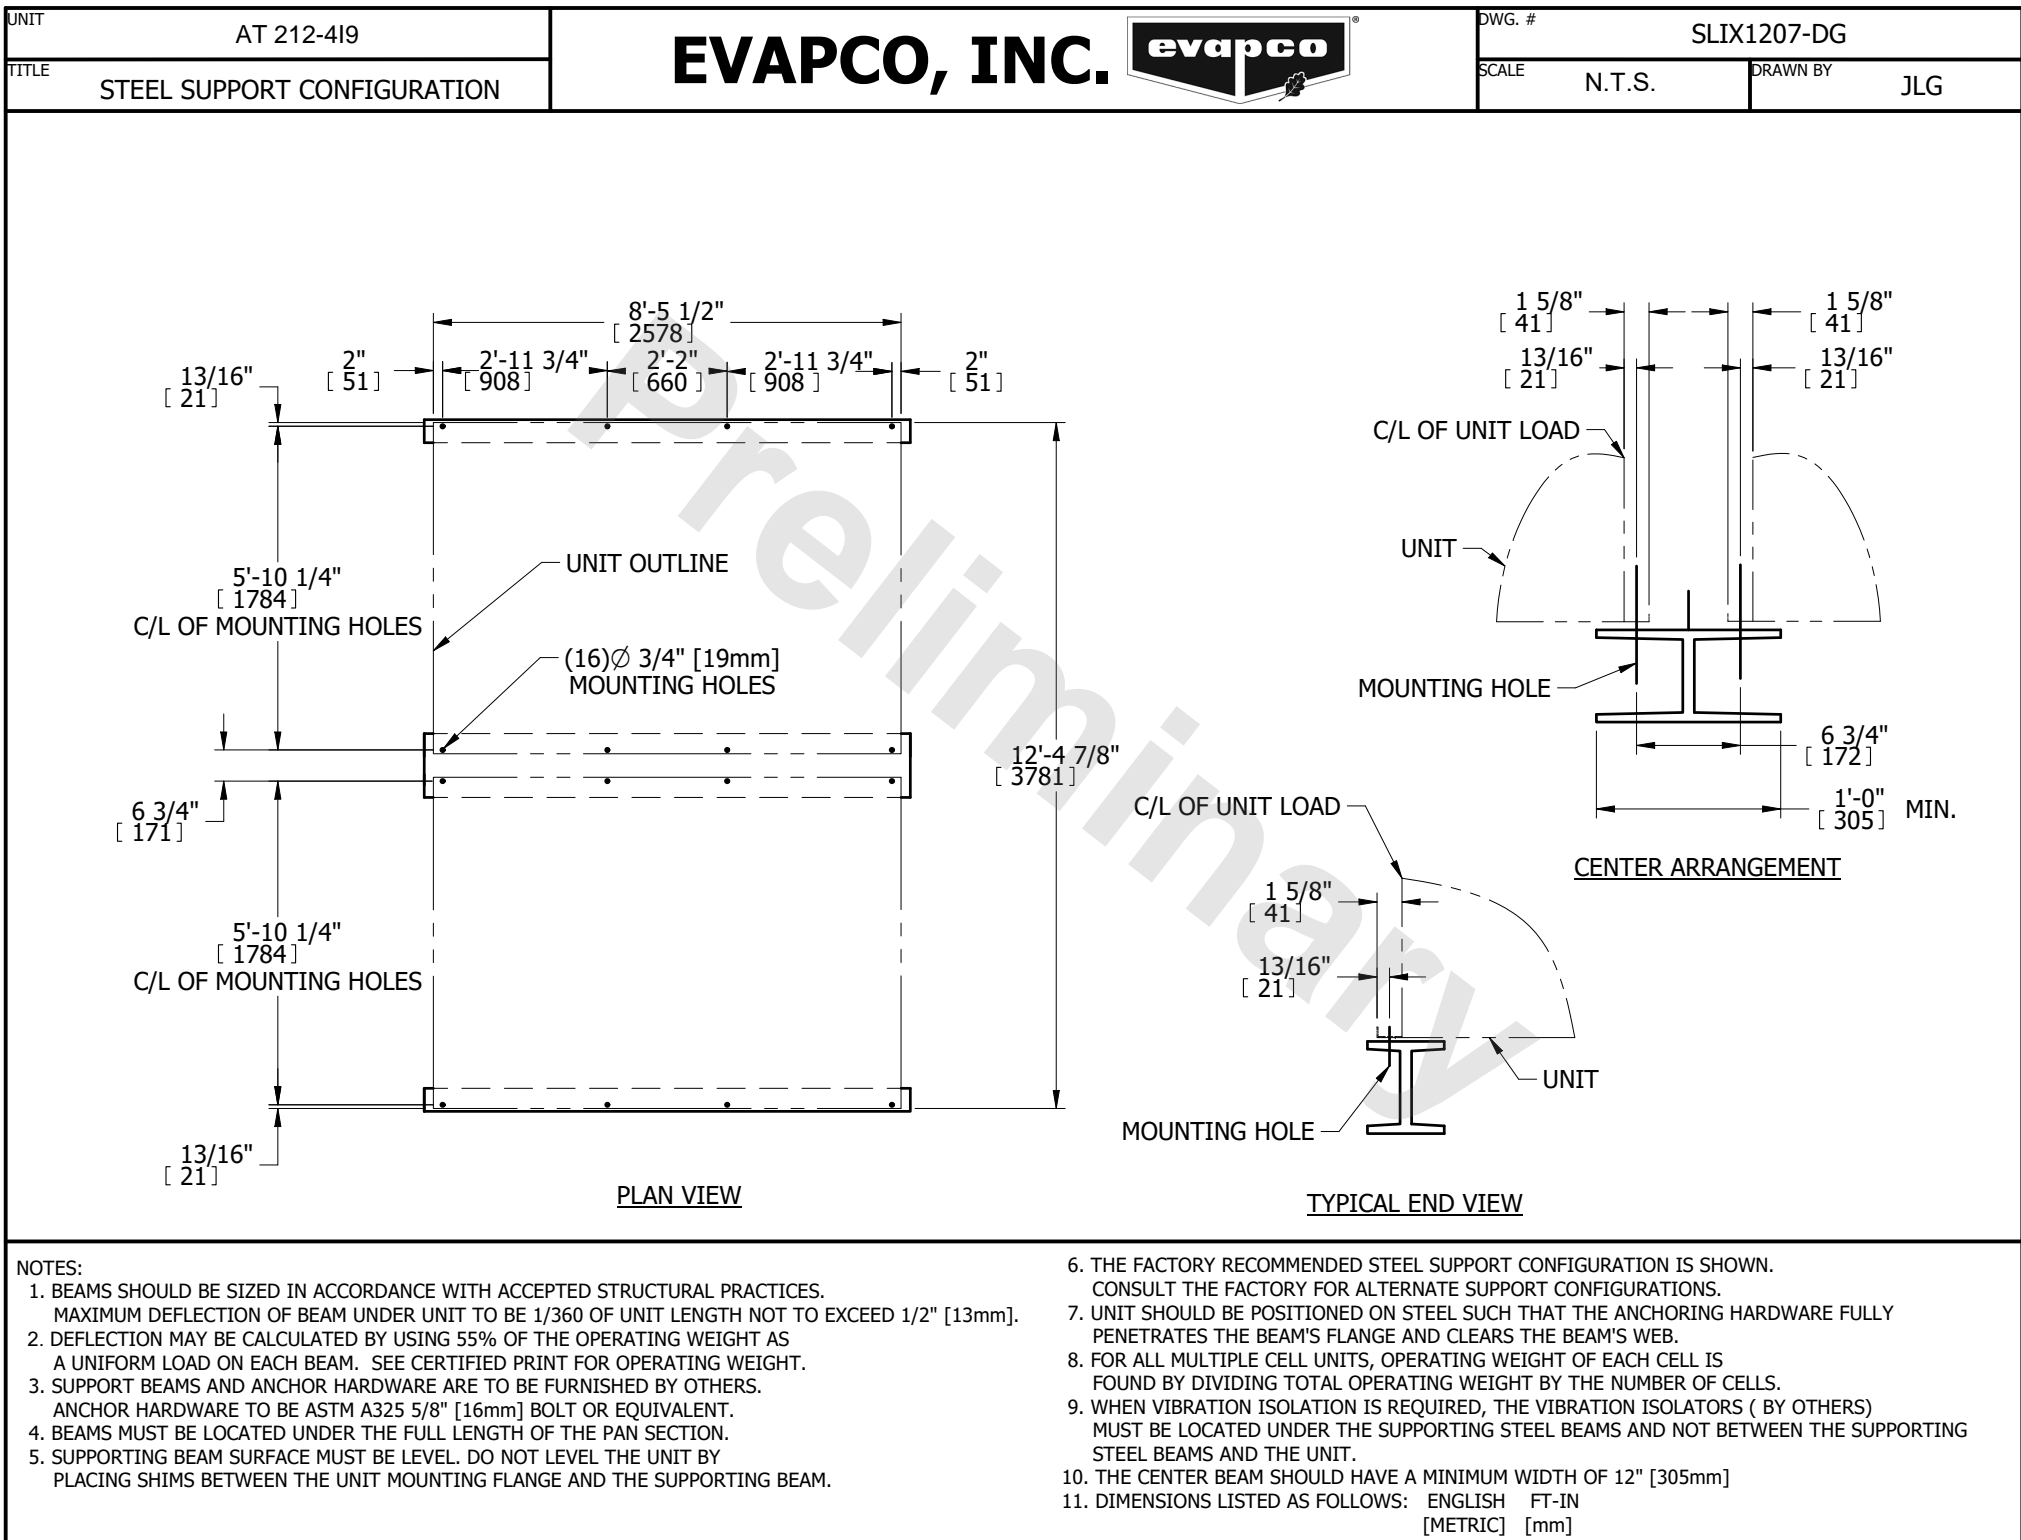 UNIT
AT 212-4I9
TITLE
STEEL SUPPORT CONFIGURATION
EVAPCO, INC.
evapco
®
DWG. #
SLIX1207-DG
SCALE
N.T.S.
DRAWN BY
JLG
8'-5 1/2"
[ 2578 ]
2"
[ 51 ]
2'-11 3/4"
[ 908 ]
2'-2"
[ 660 ]
2'-11 3/4"
[ 908 ]
2"
[ 51 ]
13/16"
[ 21 ]
5'-10 1/4"
[ 1784 ]
C/L OF MOUNTING HOLES
UNIT OUTLINE
(16)Ø 3/4" [19mm]
MOUNTING HOLES
12'-4 7/8"
[ 3781 ]
6 3/4"
[ 171 ]
5'-10 1/4"
[ 1784 ]
C/L OF MOUNTING HOLES
13/16"
[ 21 ]
PLAN VIEW
Preliminary
1 5/8"
[ 41 ]
1 5/8"
[ 41 ]
13/16"
[ 21 ]
13/16"
[ 21 ]
C/L OF UNIT LOAD
UNIT
MOUNTING HOLE
6 3/4"
[ 172 ]
1'-0"
[ 305 ] MIN.
CENTER ARRANGEMENT
C/L OF UNIT LOAD
1 5/8"
[ 41 ]
13/16"
[ 21 ]
UNIT
MOUNTING HOLE
TYPICAL END VIEW
NOTES:
1. BEAMS SHOULD BE SIZED IN ACCORDANCE WITH ACCEPTED STRUCTURAL PRACTICES.
MAXIMUM DEFLECTION OF BEAM UNDER UNIT TO BE 1/360 OF UNIT LENGTH NOT TO EXCEED 1/2" [13mm].
2. DEFLECTION MAY BE CALCULATED BY USING 55% OF THE OPERATING WEIGHT AS
A UNIFORM LOAD ON EACH BEAM. SEE CERTIFIED PRINT FOR OPERATING WEIGHT.
3. SUPPORT BEAMS AND ANCHOR HARDWARE ARE TO BE FURNISHED BY OTHERS.
ANCHOR HARDWARE TO BE ASTM A325 5/8" [16mm] BOLT OR EQUIVALENT.
4. BEAMS MUST BE LOCATED UNDER THE FULL LENGTH OF THE PAN SECTION.
5. SUPPORTING BEAM SURFACE MUST BE LEVEL. DO NOT LEVEL THE UNIT BY
PLACING SHIMS BETWEEN THE UNIT MOUNTING FLANGE AND THE SUPPORTING BEAM.
6. THE FACTORY RECOMMENDED STEEL SUPPORT CONFIGURATION IS SHOWN.
CONSULT THE FACTORY FOR ALTERNATE SUPPORT CONFIGURATIONS.
7. UNIT SHOULD BE POSITIONED ON STEEL SUCH THAT THE ANCHORING HARDWARE FULLY
PENETRATES THE BEAM'S FLANGE AND CLEARS THE BEAM'S WEB.
8. FOR ALL MULTIPLE CELL UNITS, OPERATING WEIGHT OF EACH CELL IS
FOUND BY DIVIDING TOTAL OPERATING WEIGHT BY THE NUMBER OF CELLS.
9. WHEN VIBRATION ISOLATION IS REQUIRED, THE VIBRATION ISOLATORS ( BY OTHERS)
MUST BE LOCATED UNDER THE SUPPORTING STEEL BEAMS AND NOT BETWEEN THE SUPPORTING
STEEL BEAMS AND THE UNIT.
10. THE CENTER BEAM SHOULD HAVE A MINIMUM WIDTH OF 12" [305mm]
11. DIMENSIONS LISTED AS FOLLOWS: ENGLISH FT-IN
[METRIC] [mm]